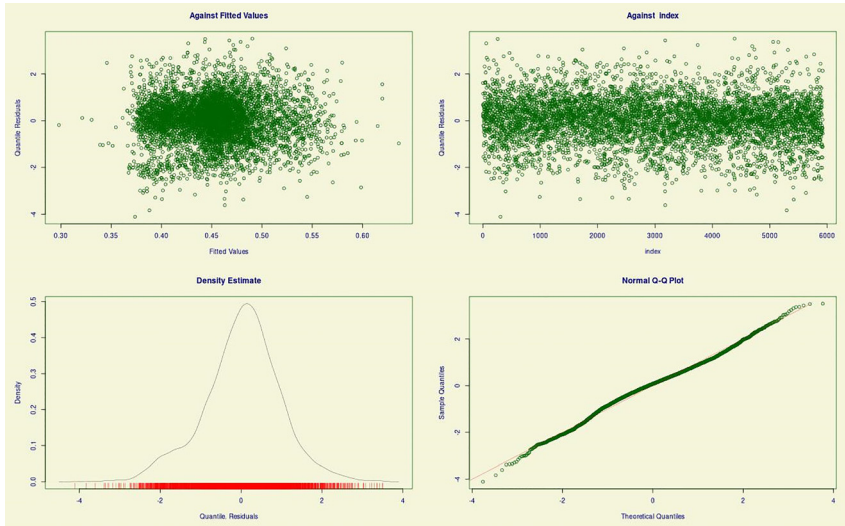 Against Fitted Values
Quantile Residuals
2
0
-2
-4
0.30 0.35 0.40 0.45 0.50 0.55 0.60
Fitted Values
Against index
Quantile Residuals
2
0
-2
-4
0 1000 2000 3000 4000 5000 6000
index
Density Estimate
Density
0.5
0.4
0.3
0.2
0.1
0.0
-4 -2 0 2 4
Quantile. Residuals
Normal Q-Q Plot
Sample Quantiles
2
0
-2
-4
-4 -2 0 2 4
Theoretical Quantiles